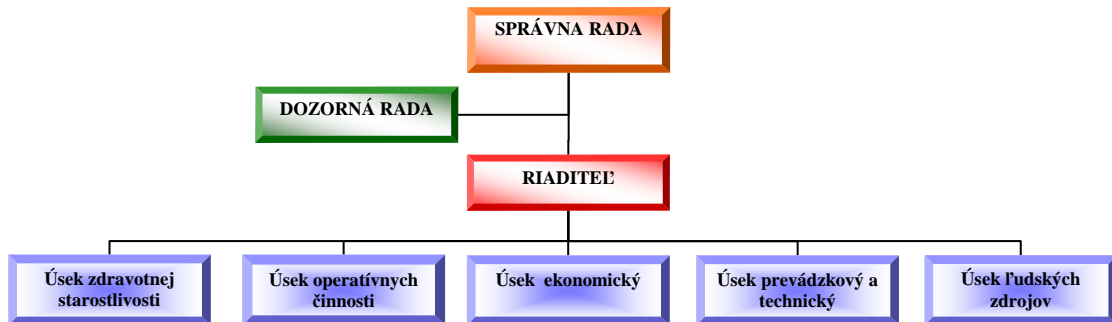 SPRÁVNA RADA
DOZORNÁ RADA
RIADITEĽ
Úsek zdravotnej
starostlivosti
Úsek operatívnych
činnosti
Úsek ekonomický
Úsek prevádzkový a
technický
Úsek ľudských
zdrojov